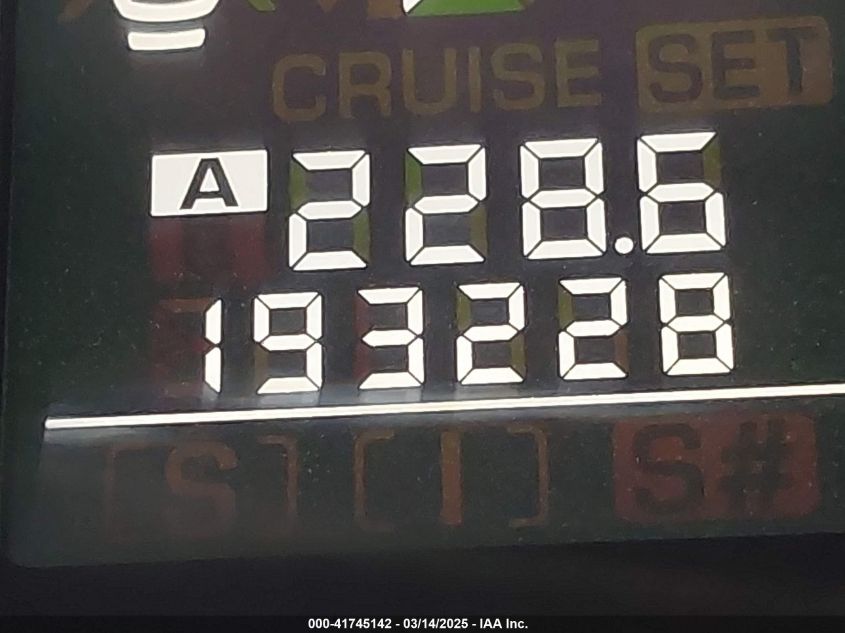 CRUISE SET
A 228.6
193228
[S] [I] S#
000-41745142 - 03/14/2025 - IAA Inc.